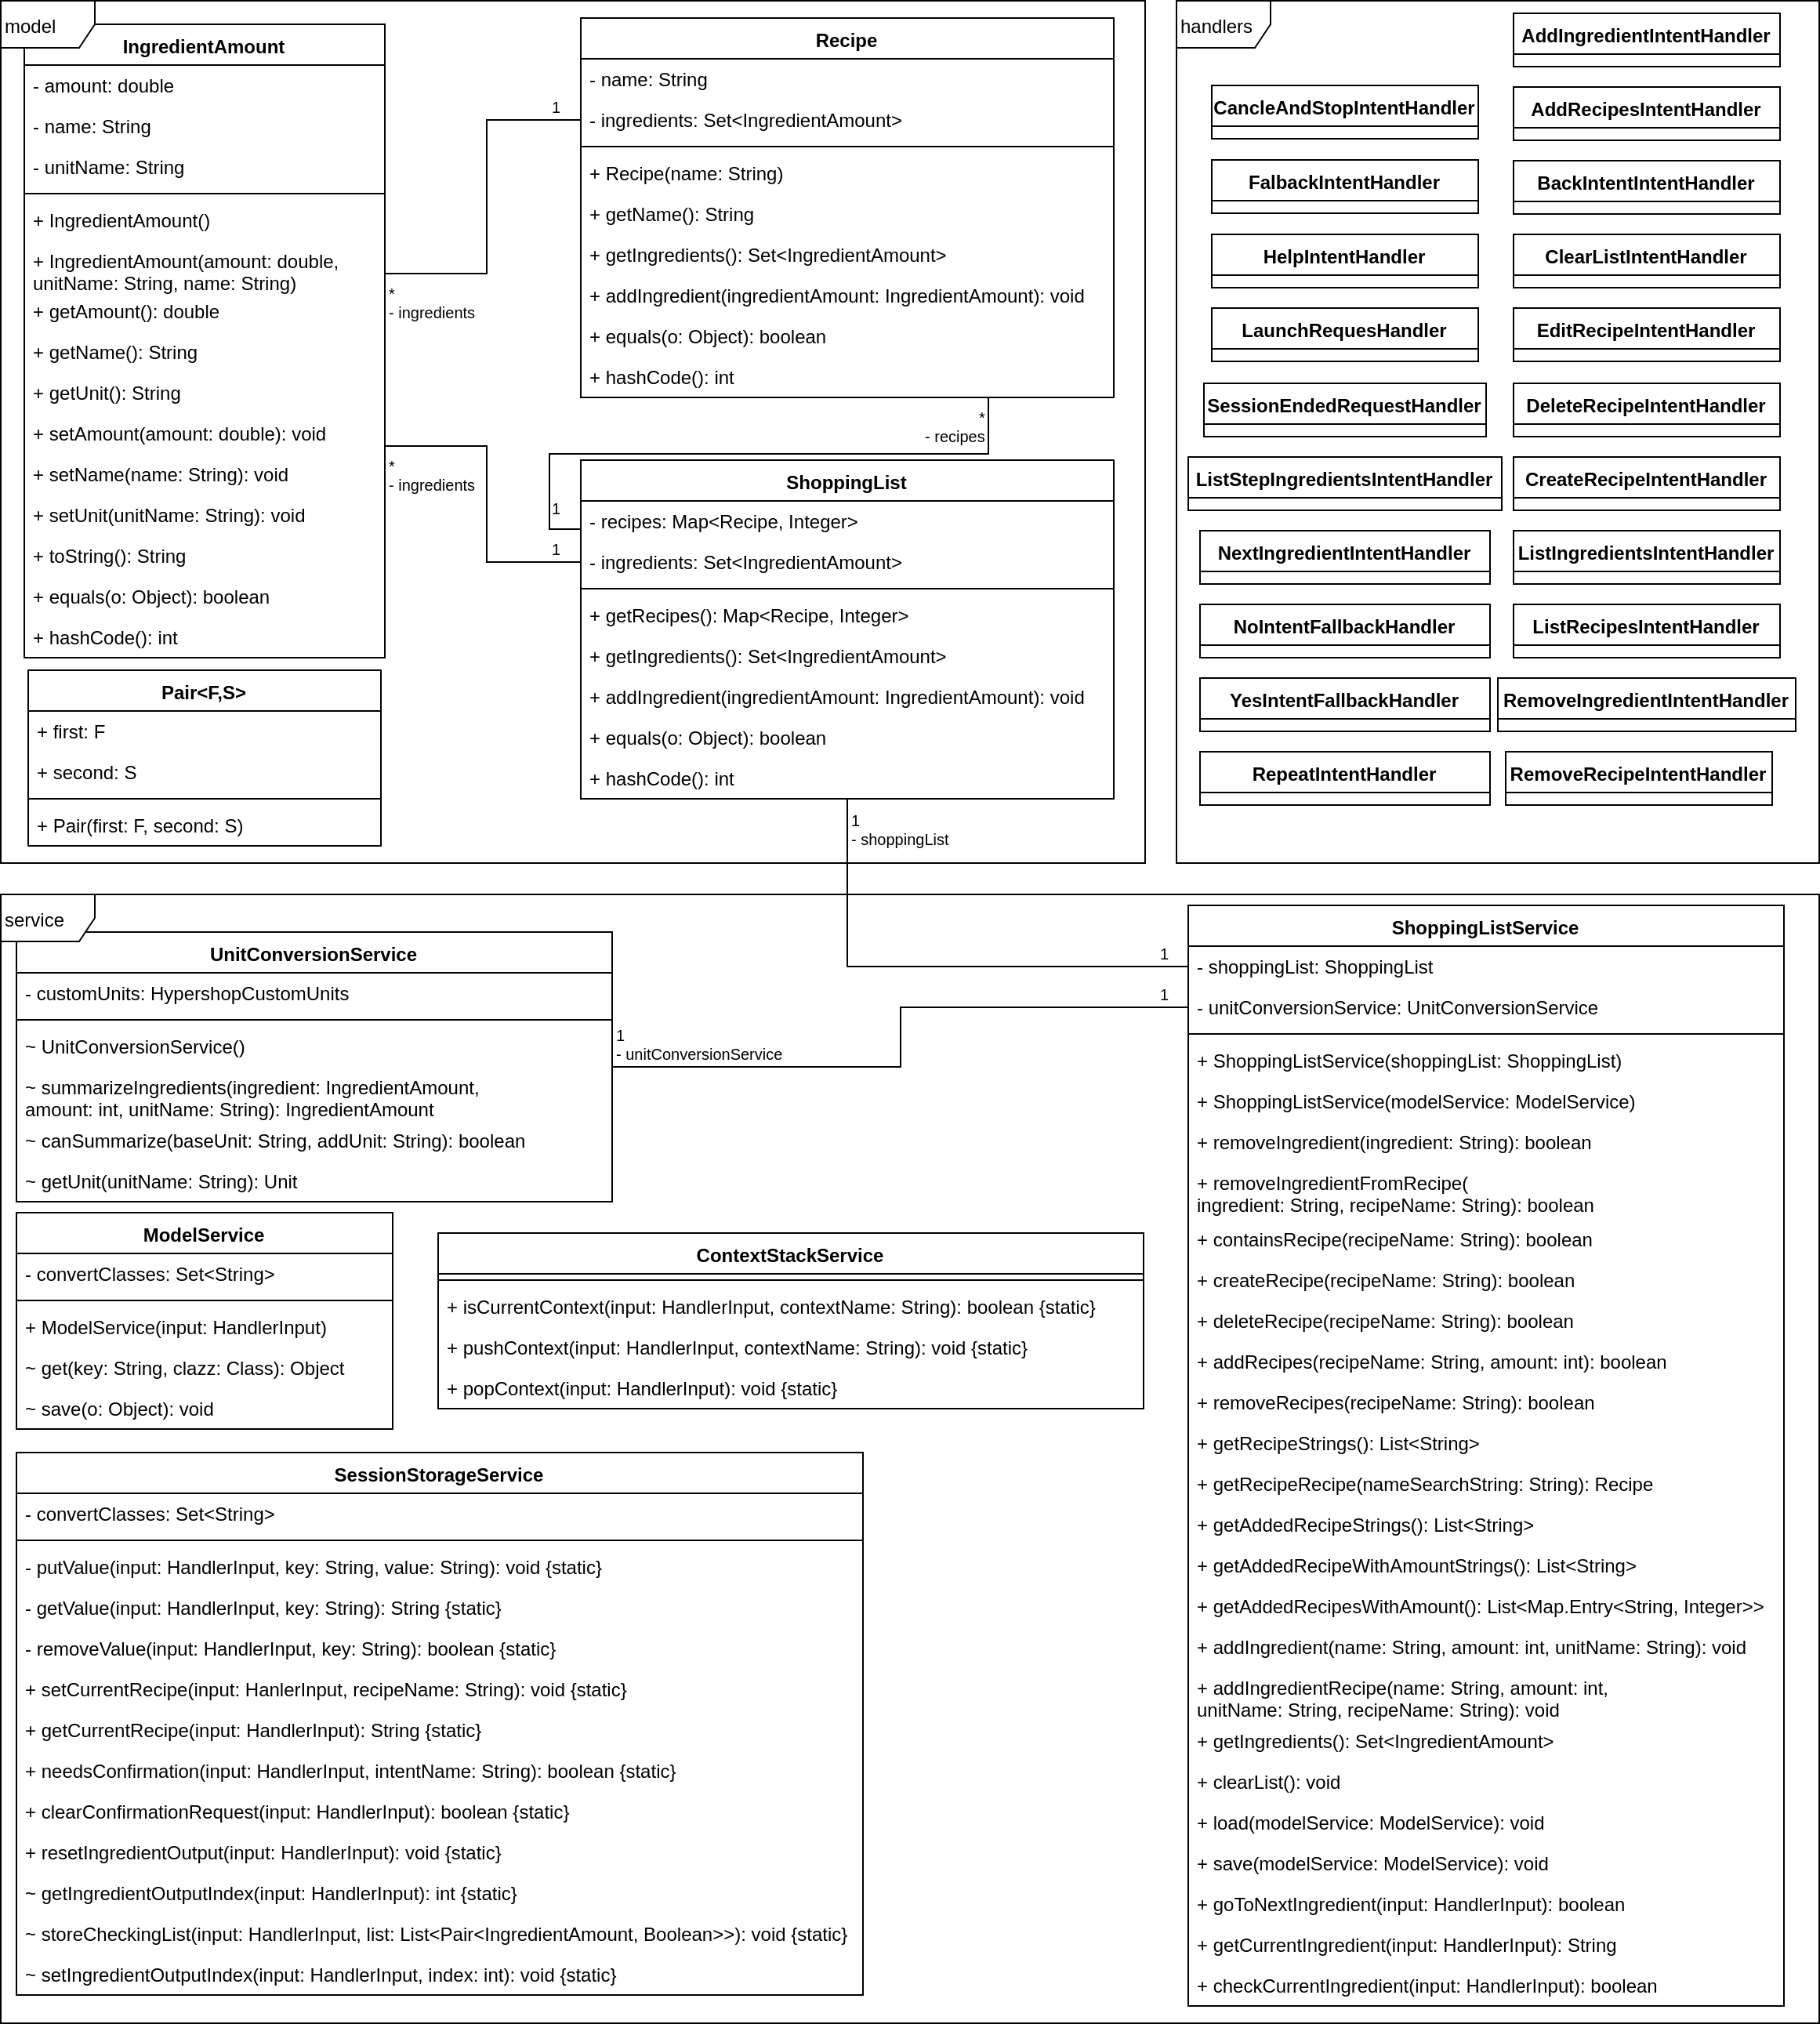 model
IngredientAmount
- amount: double
- name: String
- unitName: String
+ IngredientAmount()
+ IngredientAmount(amount: double,
unitName: String, name: String)
+ getAmount(): double
+ getName(): String
+ getUnit(): String
+ setAmount(amount: double): void
+ setName(name: String): void
+ setUnit(unitName: String): void
+ toString(): String
+ equals(o: Object): boolean
+ hashCode(): int
Pair<F,S>
+ first: F
+ second: S
+ Pair(first: F, second: S)
1
*
- ingredients
*
- ingredients
Recipe
- name: String
- ingredients: Set<IngredientAmount>
+ Recipe(name: String)
+ getName(): String
+ getIngredients(): Set<IngredientAmount>
+ addIngredient(ingredientAmount: IngredientAmount): void
+ equals(o: Object): boolean
+ hashCode(): int
*
- recipes
1
1
ShoppingList
- recipes: Map<Recipe, Integer>
- ingredients: Set<IngredientAmount>
+ getRecipes(): Map<Recipe, Integer>
+ getIngredients(): Set<IngredientAmount>
+ addIngredient(ingredientAmount: IngredientAmount): void
+ equals(o: Object): boolean
+ hashCode(): int
1
- shoppingList
handlers
CancleAndStopIntentHandler
FalbackIntentHandler
HelpIntentHandler
LaunchRequesHandler
SessionEndedRequestHandler
ListStepIngredientsIntentHandler
NextIngredientIntentHandler
NoIntentFallbackHandler
YesIntentFallbackHandler
RepeatIntentHandler
AddIngredientIntentHandler
AddRecipesIntentHandler
BackIntentIntentHandler
ClearListIntentHandler
EditRecipeIntentHandler
DeleteRecipeIntentHandler
CreateRecipeIntentHandler
ListIngredientsIntentHandler
ListRecipesIntentHandler
RemoveIngredientIntentHandler
RemoveRecipeIntentHandler
service
UnitConversionService
- customUnits: HypershopCustomUnits
~ UnitConversionService()
~ summarizeIngredients(ingredient: IngredientAmount,
amount: int, unitName: String): IngredientAmount
~ canSummarize(baseUnit: String, addUnit: String): boolean
~ getUnit(unitName: String): Unit
1
- unitConversionService
1
1
ModelService
- convertClasses: Set<String>
+ ModelService(input: HandlerInput)
~ get(key: String, clazz: Class): Object
~ save(o: Object): void
ContextStackService
+ isCurrentContext(input: HandlerInput, contextName: String): boolean {static}
+ pushContext(input: HandlerInput, contextName: String): void {static}
+ popContext(input: HandlerInput): void {static}
SessionStorageService
- convertClasses: Set<String>
- putValue(input: HandlerInput, key: String, value: String): void {static}
- getValue(input: HandlerInput, key: String): String {static}
- removeValue(input: HandlerInput, key: String): boolean {static}
+ setCurrentRecipe(input: HanlerInput, recipeName: String): void {static}
+ getCurrentRecipe(input: HandlerInput): String {static}
+ needsConfirmation(input: HandlerInput, intentName: String): boolean {static}
+ clearConfirmationRequest(input: HandlerInput): boolean {static}
+ resetIngredientOutput(input: HandlerInput): void {static}
~ getIngredientOutputIndex(input: HandlerInput): int {static}
~ storeCheckingList(input: HandlerInput, list: List<Pair<IngredientAmount, Boolean>>): void {static}
~ setIngredientOutputIndex(input: HandlerInput, index: int): void {static}
ShoppingListService
- shoppingList: ShoppingList
- unitConversionService: UnitConversionService
+ ShoppingListService(shoppingList: ShoppingList)
+ ShoppingListService(modelService: ModelService)
+ removeIngredient(ingredient: String): boolean
+ removeIngredientFromRecipe(
ingredient: String, recipeName: String): boolean
+ containsRecipe(recipeName: String): boolean
+ createRecipe(recipeName: String): boolean
+ deleteRecipe(recipeName: String): boolean
+ addRecipes(recipeName: String, amount: int): boolean
+ removeRecipes(recipeName: String): boolean
+ getRecipeStrings(): List<String>
+ getRecipeRecipe(nameSearchString: String): Recipe
+ getAddedRecipeStrings(): List<String>
+ getAddedRecipeWithAmountStrings(): List<String>
+ getAddedRecipesWithAmount(): List<Map.Entry<String, Integer>>
+ addIngredient(name: String, amount: int, unitName: String): void
+ addIngredientRecipe(name: String, amount: int,
unitName: String, recipeName: String): void
+ getIngredients(): Set<IngredientAmount>
+ clearList(): void
+ load(modelService: ModelService): void
+ save(modelService: ModelService): void
+ goToNextIngredient(input: HandlerInput): boolean
+ getCurrentIngredient(input: HandlerInput): String
+ checkCurrentIngredient(input: HandlerInput): boolean